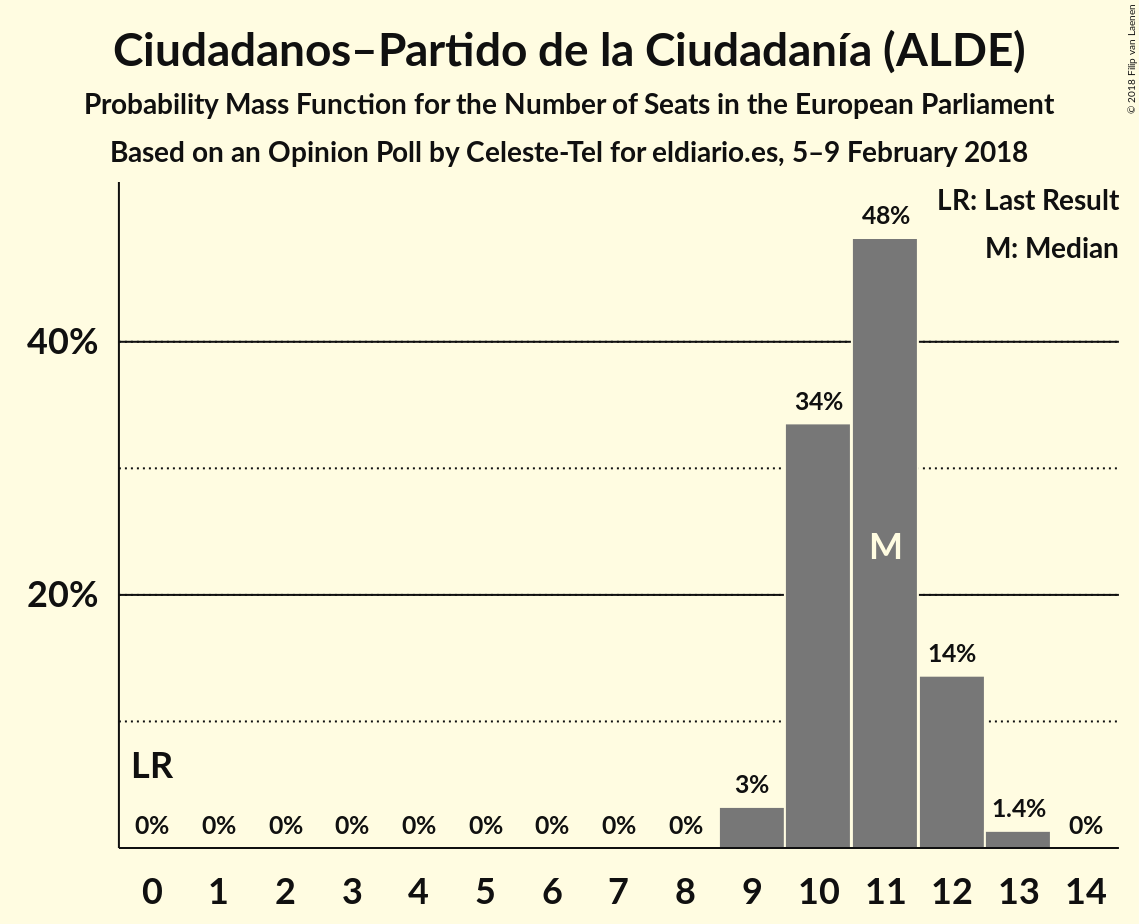 Ciudadanos–Partido de la Ciudadanía (ALDE)
Probability Mass Function for the Number of Seats in the European Parliament
Based on an Opinion Poll by Celeste-Tel for eldiario.es, 5–9 February 2018
© 2018 Filip van Laenen
LR: Last Result
M: Median
48%
40%
34%
M
20%
14%
LR
3%
1.4%
0% 0% 0% 0% 0% 0% 0% 0% 0% 0%
0 1 2 3 4 5 6 7 8 9 10 11 12 13 14